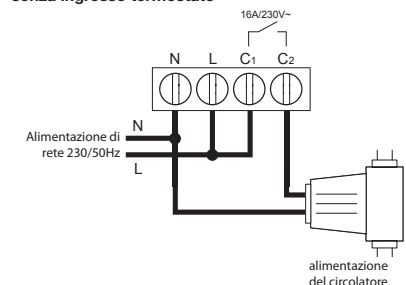 senza ingresso termostato
16A/230V~
N L C1 C2
Alimentazione di
rete 230/50Hz
N
L
alimentazione
del circolatore